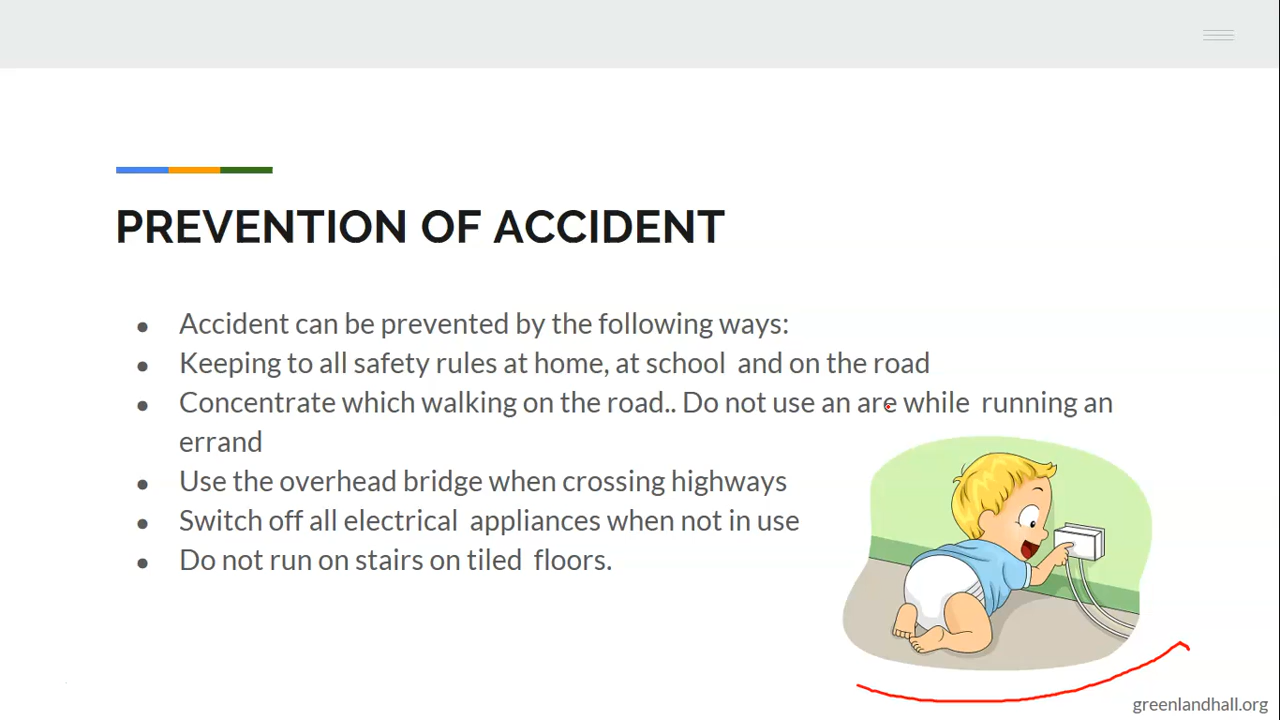 PREVENTION OF ACCIDENT
● Accident can be prevented by the following ways:
● Keeping to all safety rules at home, at school and on the road
● Concentrate which walking on the road.. Do not use an are while running an
errand
● Use the overhead bridge when crossing highways
● Switch off all electrical appliances when not in use
● Do not run on stairs on tiled floors.
greenlandhall.org